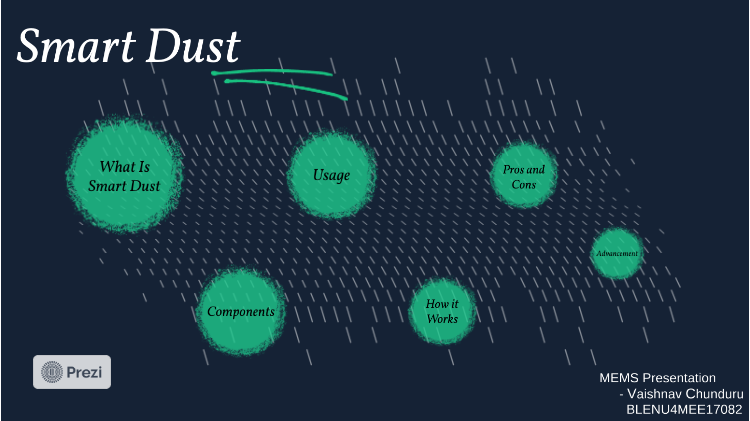 Smart Dust
What Is
Smart Dust
Usage
Pros and
Cons
Advancement
Components
How it
Works
Prezi
MEMS Presentation
- Vaishnav Chunduru
BLENU4MEE17082